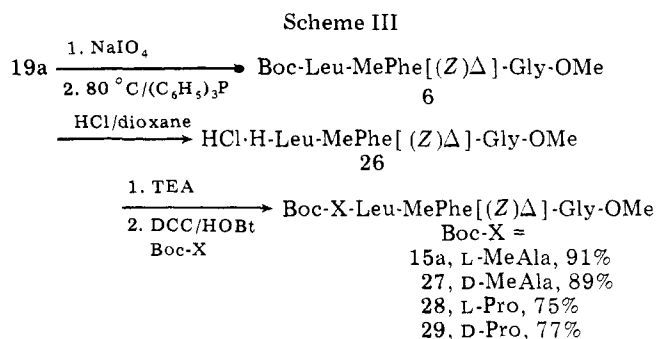 Scheme III
19a 1. NaIO₄ 2. 80 °C/(C₆H₅)₃P Boc-Leu-MePhe[(Z)Δ]-Gly-OMe
6
HCl/dioxane HCl·H-Leu-MePhe[(Z)Δ]-Gly-OMe
26
1. TEA
2. DCC/HOBt Boc-X-Leu-MePhe[(Z)Δ]-Gly-OMe
Boc-X Boc-X =
15a, L-MeAla, 91%
27, D-MeAla, 89%
28, L-Pro, 75%
29, D-Pro, 77%